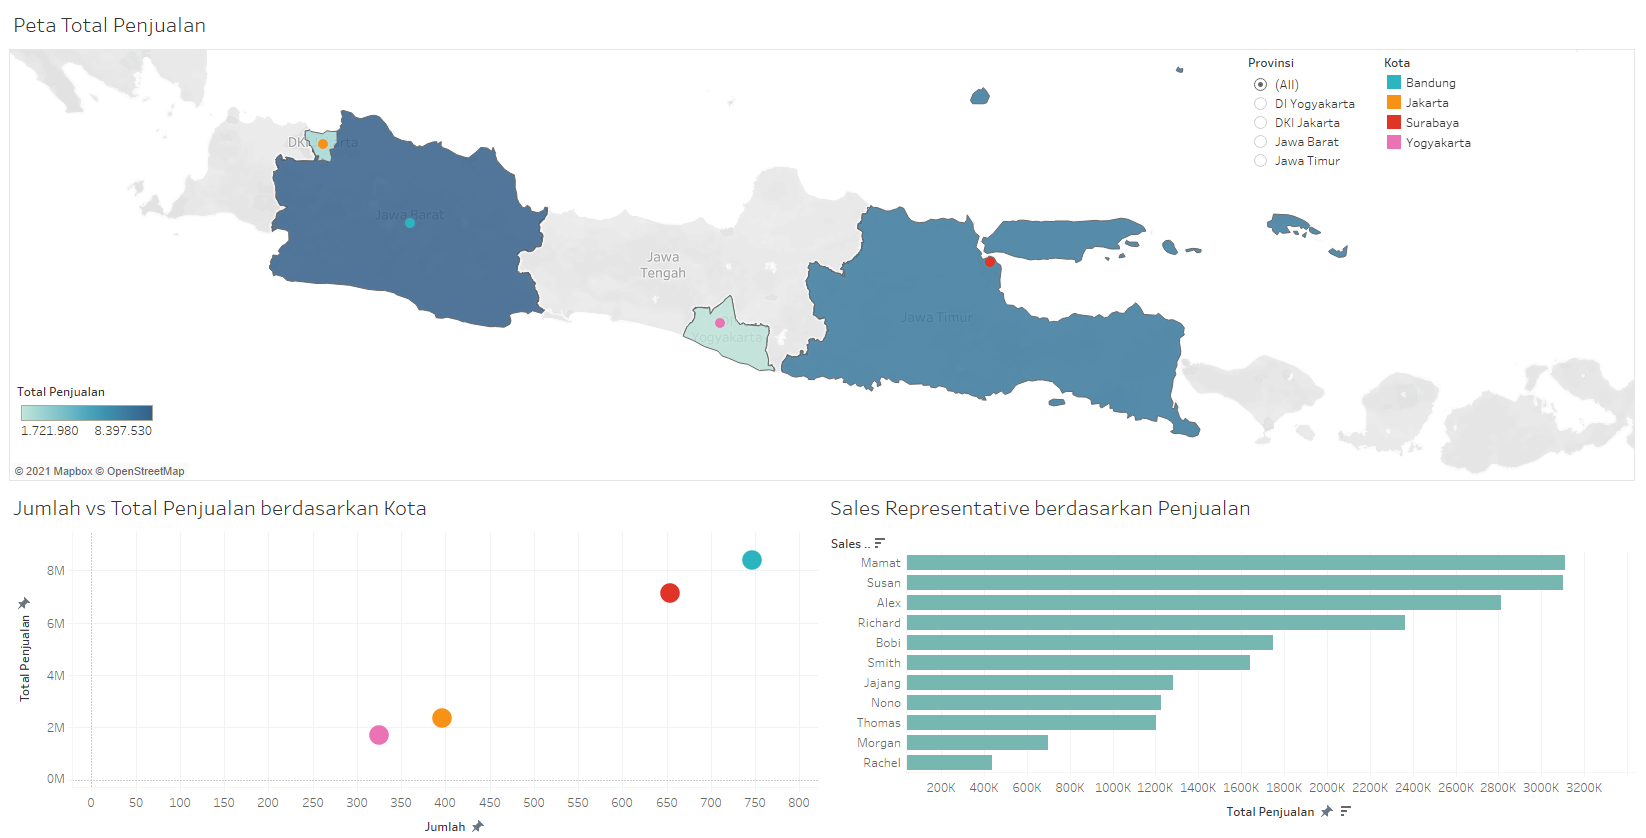 Peta Total Penjualan
Provinsi
(All)
DI Yogyakarta
DKI Jakarta
Jawa Barat
Jawa Timur
Kota
Bandung
Jakarta
Surabaya
Yogyakarta
DKI Jakarta
Jawa Barat
Jawa
Tengah
DI
Yogyakarta
Jawa Timur
Total Penjualan
1.721.980 8.397.530
© 2021 Mapbox © OpenStreetMap
Jumlah vs Total Penjualan berdasarkan Kota
Total Penjualan
8M
6M
4M
2M
0M
0 50 100 150 200 250 300 350 400 450 500 550 600 650 700 750 800
Jumlah
Sales Representative berdasarkan Penjualan
Sales ..
Mamat
Susan
Alex
Richard
Bobi
Smith
Jajang
Nono
Thomas
Morgan
Rachel
200K 400K 600K 800K 1000K 1200K 1400K 1600K 1800K 2000K 2200K 2400K 2600K 2800K 3000K 3200K
Total Penjualan